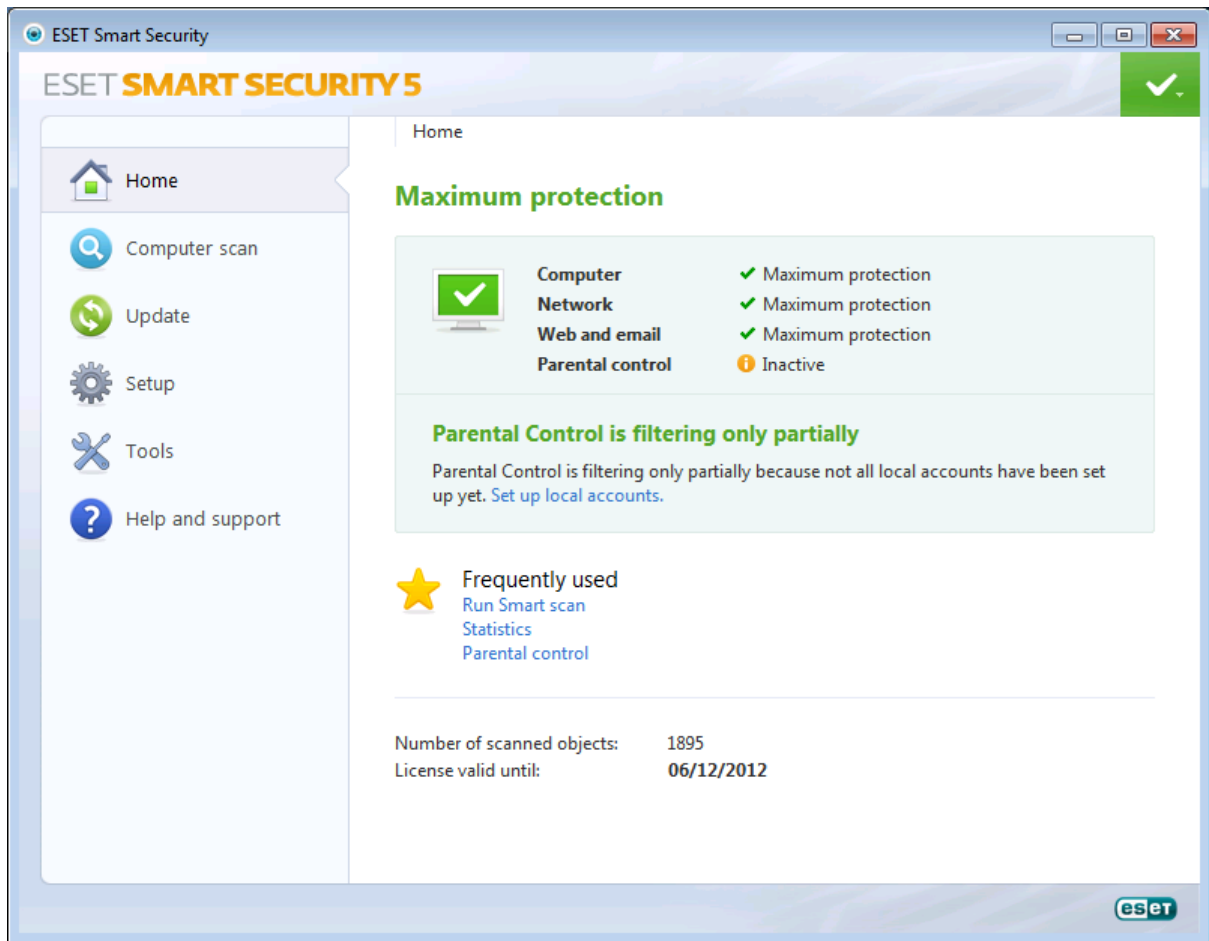 ESET Smart Security
ESET SMART SECURITY 5
Home
Home
Computer scan
Update
Setup
Tools
Help and support
Maximum protection
Computer Maximum protection
Network Maximum protection
Web and email Maximum protection
Parental control Inactive
Parental Control is filtering only partially
Parental Control is filtering only partially because not all local accounts have been set
up yet. Set up local accounts.
Frequently used
Run Smart scan
Statistics
Parental control
Number of scanned objects: 1895
License valid until: 06/12/2012
eset